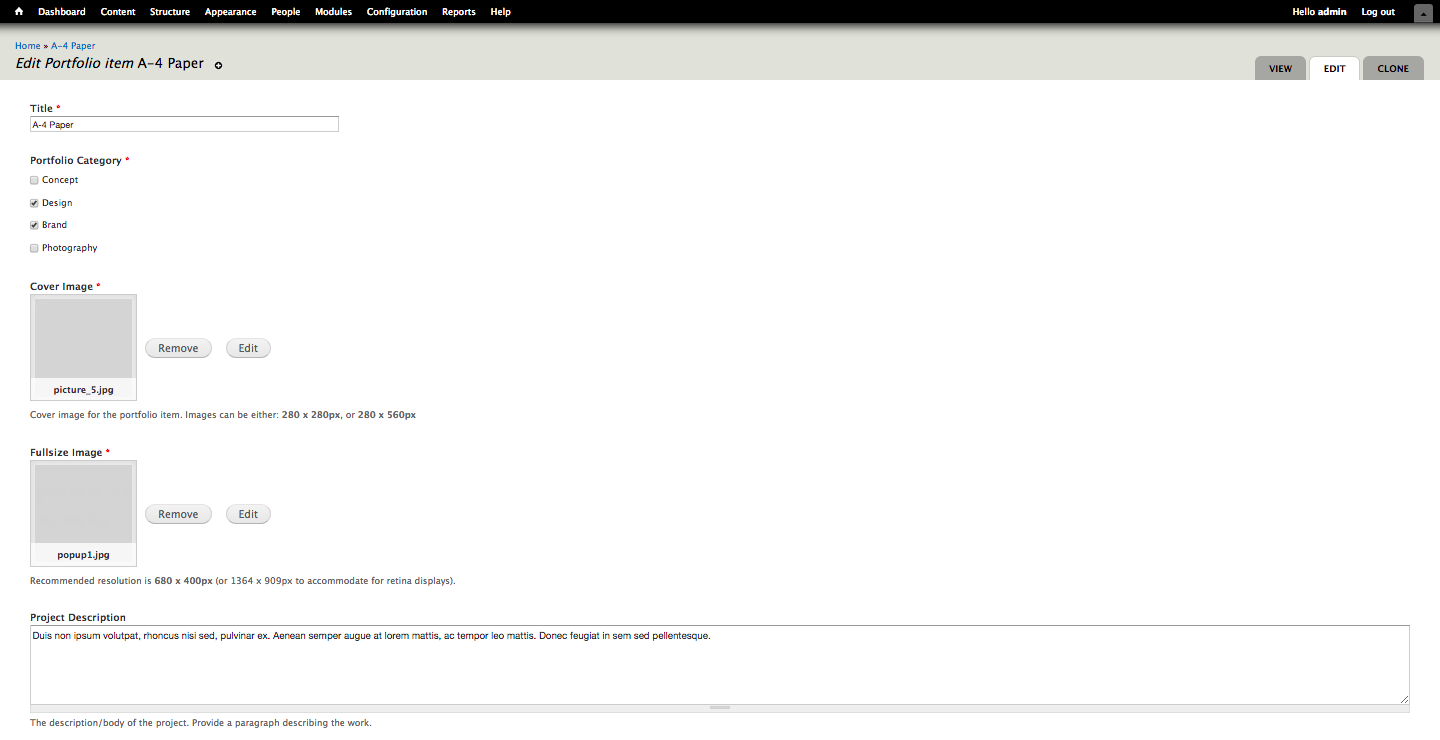 Dashboard Content Structure Appearance People Modules Configuration Reports Help Hello admin Log out
Home » A-4 Paper
Edit Portfolio item A-4 Paper
VIEW EDIT CLONE
Title *
A-4 Paper
Portfolio Category *
Concept
Design
Brand
Photography
Cover Image *
Remove Edit
picture_5.jpg
Cover image for the portfolio item. Images can be either: 280 x 280px, or 280 x 560px
Fullsize Image *
Remove Edit
popup1.jpg
Recommended resolution is 680 x 400px (or 1364 x 909px to accommodate for retina displays).
Project Description
Duis non ipsum volutpat, rhoncus nisi sed, pulvinar ex. Aenean semper augue at lorem mattis, ac tempor leo mattis. Donec feugiat in sem sed pellentesque.
The description/body of the project. Provide a paragraph describing the work.